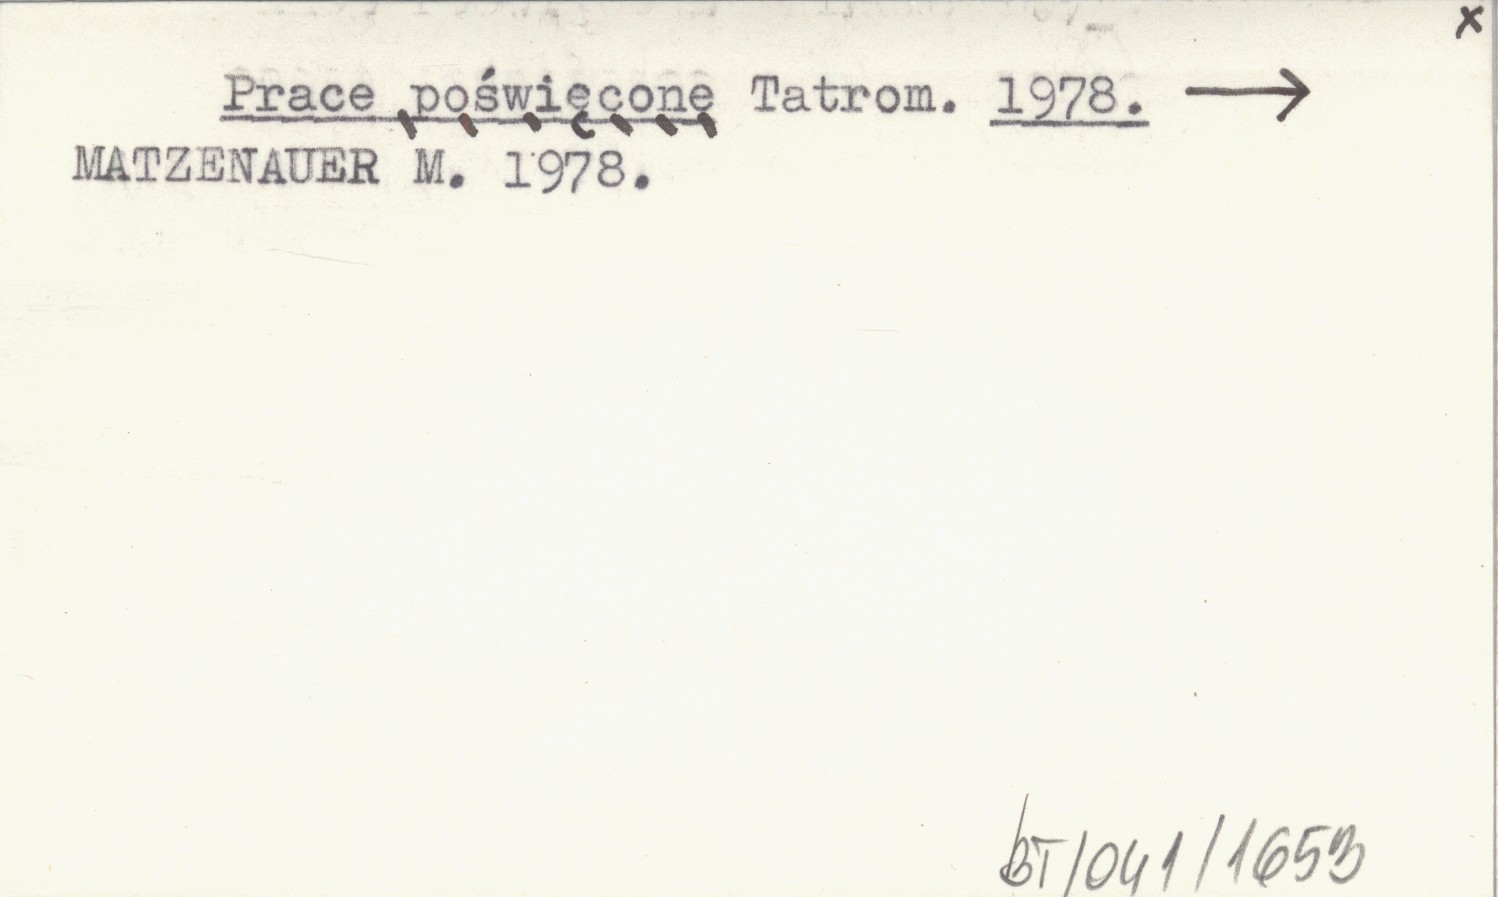 x
Prace poświęcone Tatrom. 1978. →
MATZENAUER M. 1978.
BT/041/1653